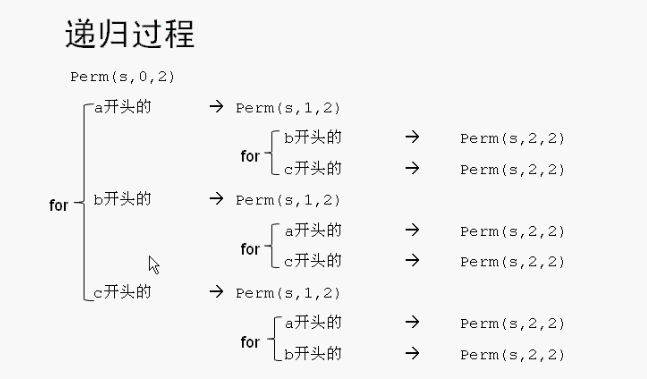 递归过程
Perm(s,0,2)
a开头的 → Perm(s,1,2)
for b开头的 → Perm(s,2,2)
c开头的 → Perm(s,2,2)
for b开头的 → Perm(s,1,2)
for a开头的 → Perm(s,2,2)
c开头的 → Perm(s,2,2)
c开头的 → Perm(s,1,2)
for a开头的 → Perm(s,2,2)
b开头的 → Perm(s,2,2)